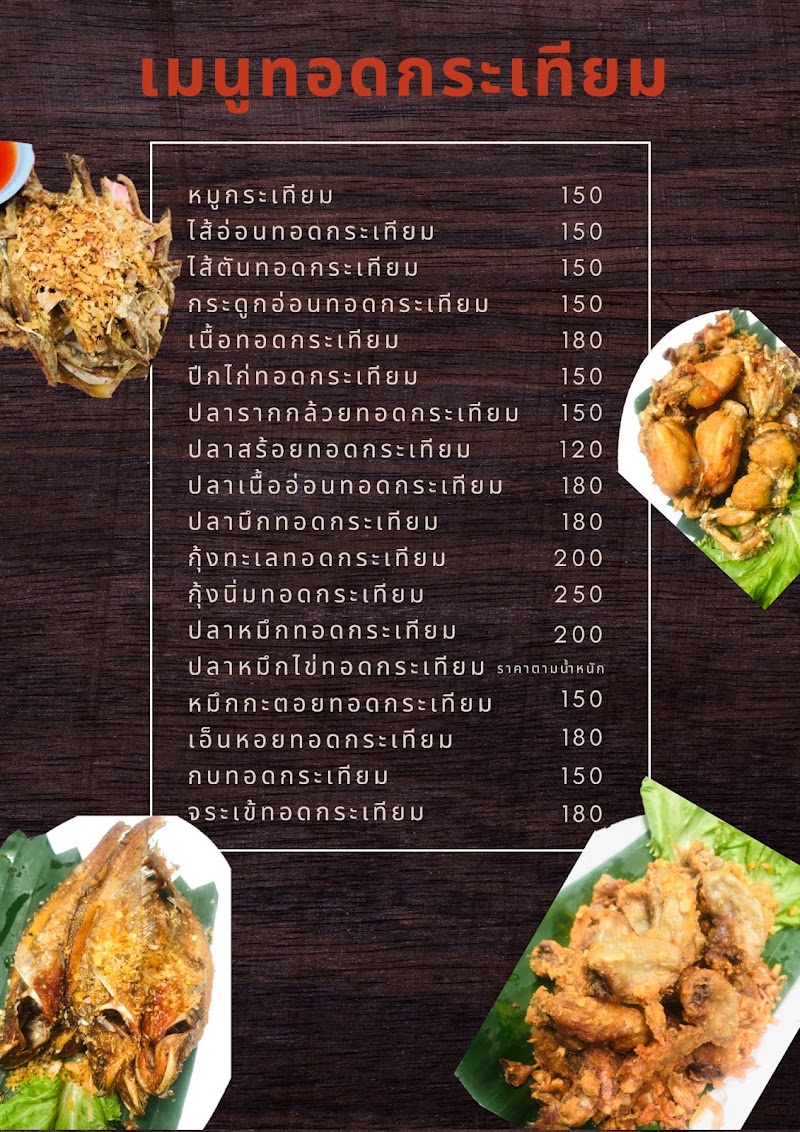 เมนูทอดกระเทียม
หมูกระเทียม 150
ไส้อ่อนทอดกระเทียม 150
ไส้ตันทอดกระเทียม 150
กระดูกอ่อนทอดกระเทียม 150
เนื้อทอดกระเทียม 180
ปีกไก่ทอดกระเทียม 150
ปลารากกล้วยทอดกระเทียม 150
ปลาสร้อยทอดกระเทียม 120
ปลาเนื้ออ่อนทอดกระเทียม 180
ปลาบึกทอดกระเทียม 180
กุ้งทะเลทอดกระเทียม 200
กุ้งนิ่มทอดกระเทียม 250
ปลาหมึกทอดกระเทียม 200
ปลาหมึกไข่ทอดกระเทียม ราคาตามน้ำหนัก
หมึกกะตอยทอดกระเทียม 150
เอ็นหอยทอดกระเทียม 180
กบทอดกระเทียม 150
จระเข้ทอดกระเทียม 180